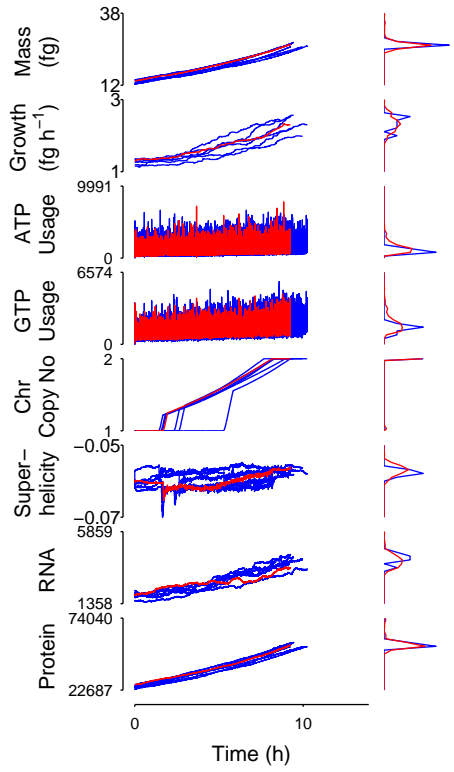 38
Mass
(fg)
12
3
Growth
(fg h⁻¹)
1
9991
ATP
Usage
0
6574
GTP
Usage
0
2
Chr
Copy No
1
−0.05
Super−
helicity
−0.07
5859
RNA
1358
74040
Protein
22687
0 10
Time (h)